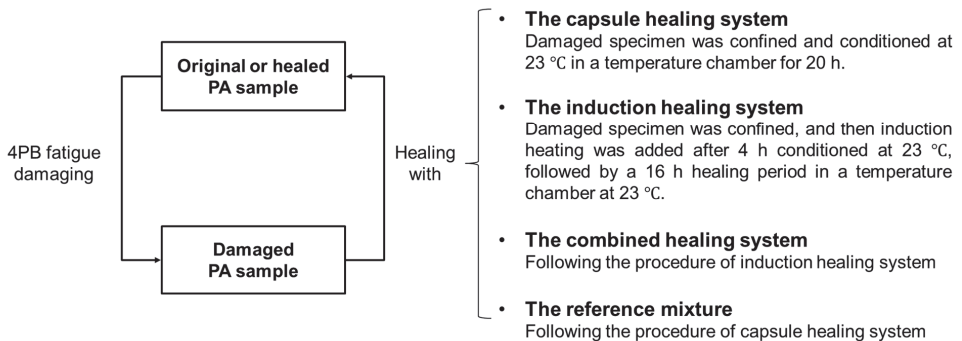 Original or healed
PA sample
4PB fatigue
damaging
Healing
with
Damaged
PA sample
• The capsule healing system
Damaged specimen was confined and conditioned at
23 ℃ in a temperature chamber for 20 h.
• The induction healing system
Damaged specimen was confined, and then induction
heating was added after 4 h conditioned at 23 ℃,
followed by a 16 h healing period in a temperature
chamber at 23 ℃.
• The combined healing system
Following the procedure of induction healing system
• The reference mixture
Following the procedure of capsule healing system